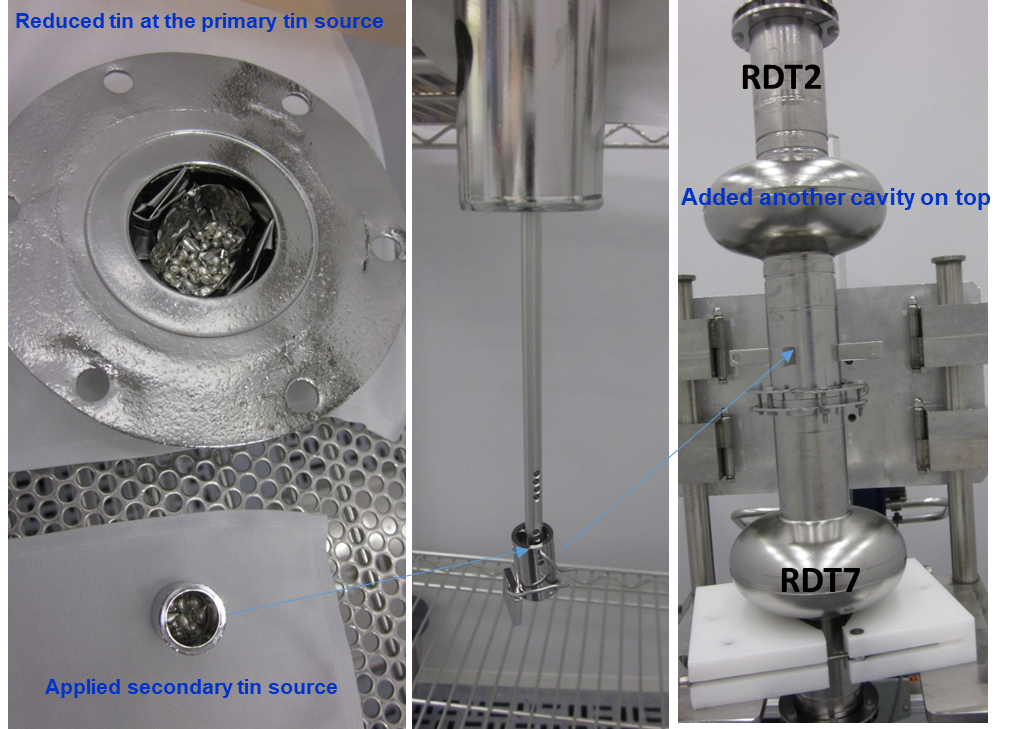 Reduced tin at the primary tin source
RDT2
Added another cavity on top
RDT7
Applied secondary tin source